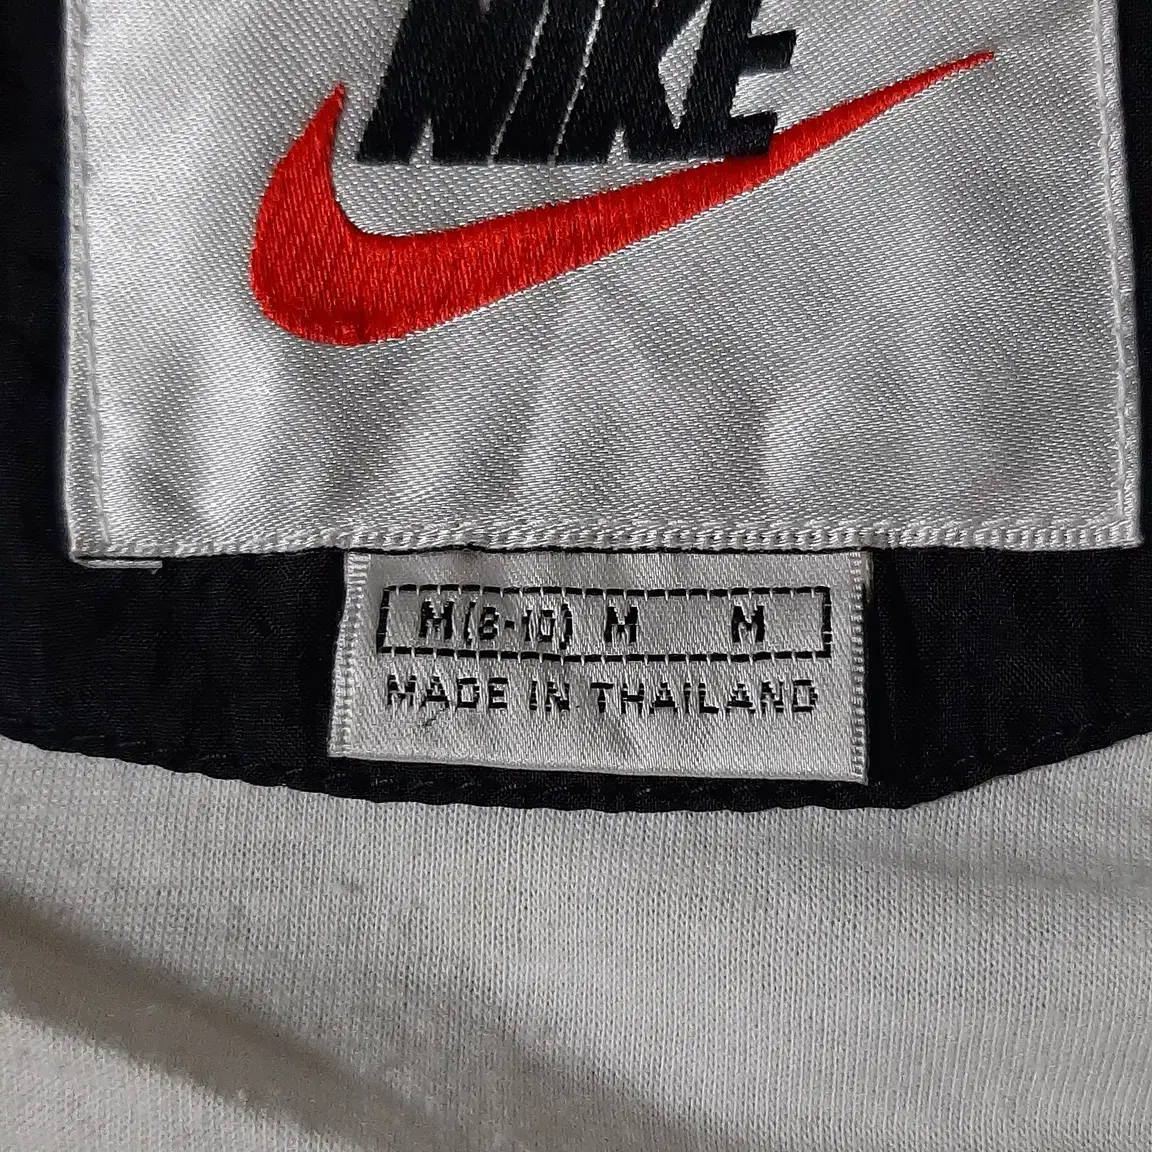 NIKE
M(8-10) M M
MADE IN THAILAND